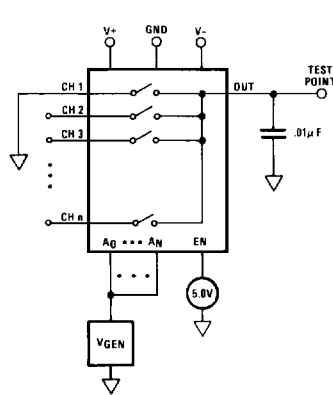 V+ GND V-
CH 1
OUT
TEST
POINT
CH 2
CH 3
.01μF
CH n
A0 ••• AN EN
5.0V
VGEN